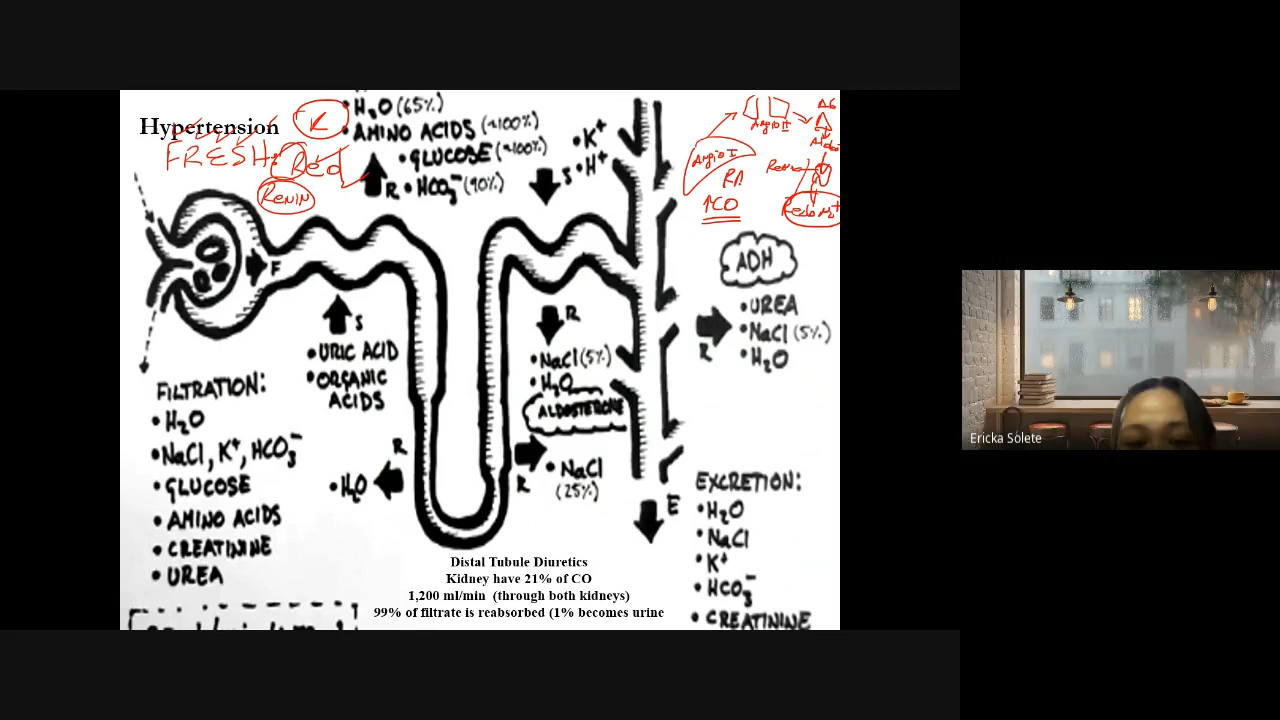 Hypertension
FRESH Red
K
RENIN
H₂O (65%)
• AMINO ACIDS (~100%)
• GLUCOSE (~100%)
R • HCO₃⁻ (90%)
• K⁺
S • H⁺
Angio I
RA
↑CO
Angio II
AG
F
S
• URIC ACID
• ORGANIC
ACIDS
R
• NaCl (5%)
• H₂O
ALDOSTERONE
ADH
R
• UREA
• NaCl (5%)
• H₂O
R
• H₂O
R
• NaCl
(25%)
FILTRATION:
• H₂O
• NaCl, K⁺, HCO₃⁻
• GLUCOSE
• AMINO ACIDS
• CREATININE
• UREA
E
EXCRETION:
• H₂O
• NaCl
• K⁺
• HCO₃⁻
• CREATININE
Distal Tubule Diuretics
Kidney have 21% of CO
1,200 ml/min (through both kidneys)
99% of filtrate is reabsorbed (1% becomes urine
Ericka Solete